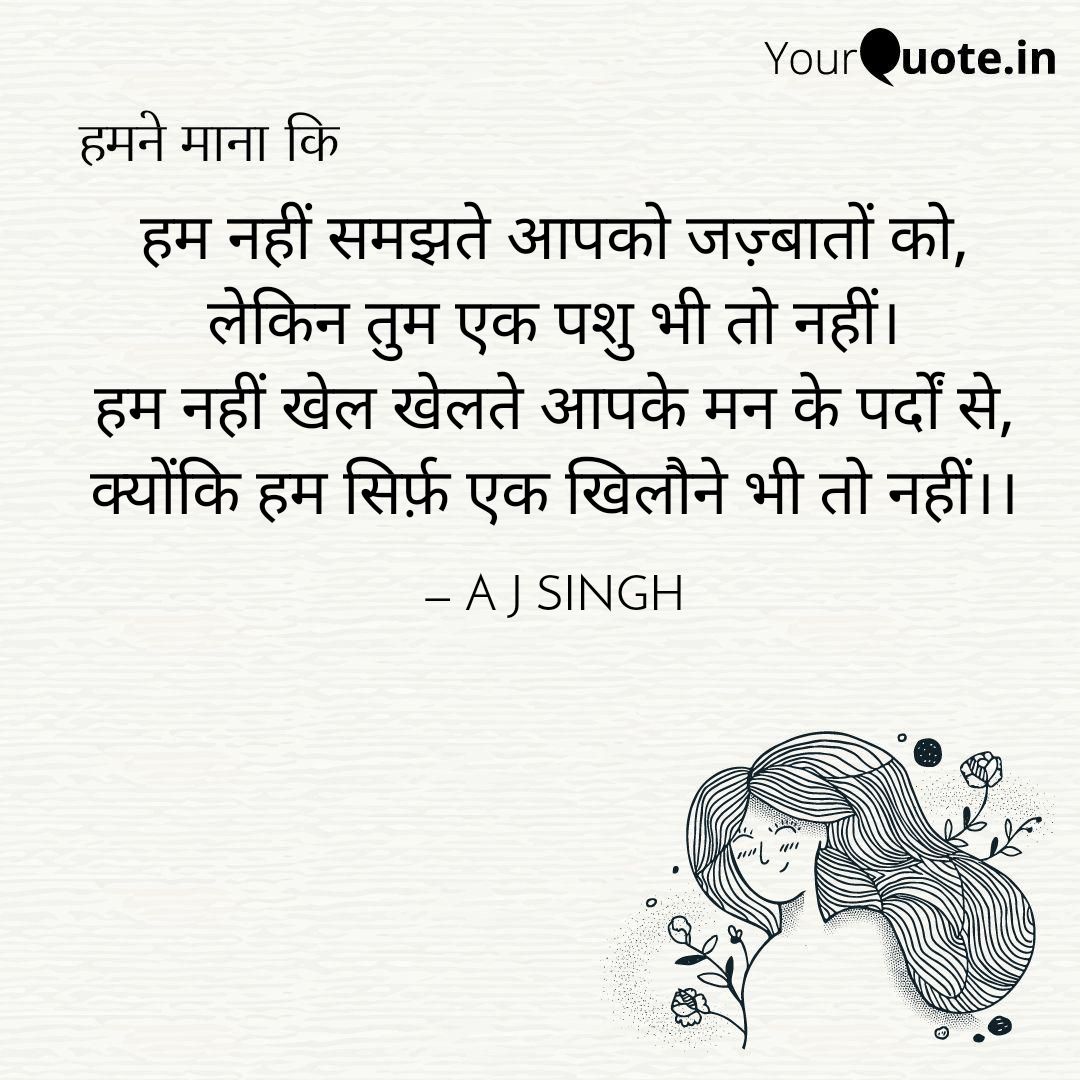 YourQuote.in
हमने माना कि
हम नहीं समझते आपको जज़्बातों को,
लेकिन तुम एक पशु भी तो नहीं।
हम नहीं खेल खेलते आपके मन के पर्दों से,
क्योंकि हम सिर्फ़ एक खिलौने भी तो नहीं।।
– A J SINGH